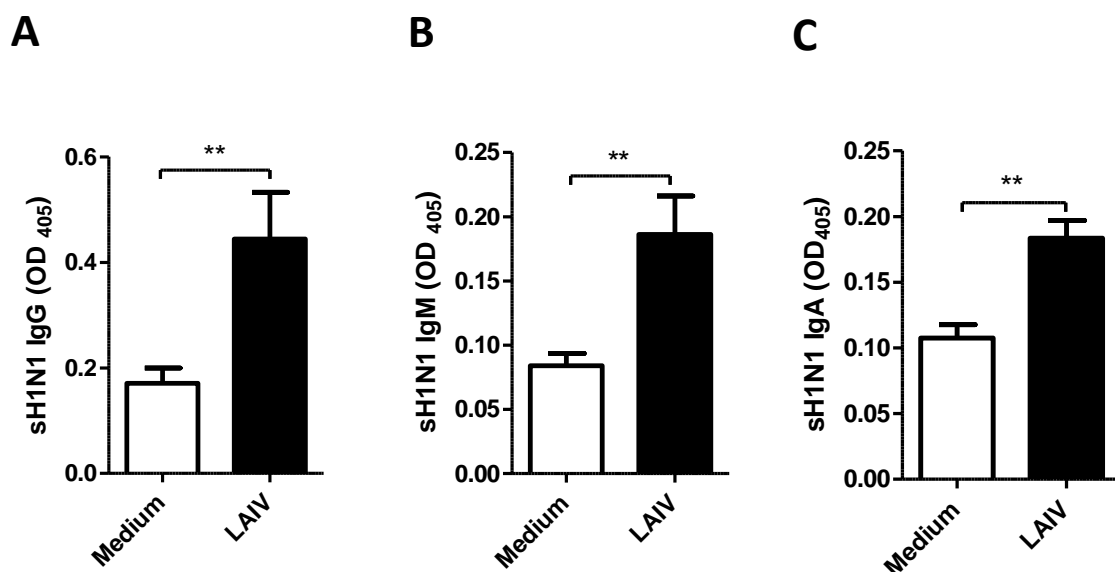 A
B
C
sH1N1 IgG (OD 405)
0.6
0.4
0.2
0.0
**
Medium
LAIV
sH1N1 IgM (OD 405)
0.25
0.20
0.15
0.10
0.05
0.00
**
Medium
LAIV
sH1N1 IgA (OD405)
0.25
0.20
0.15
0.10
0.05
0.00
**
Medium
LAIV